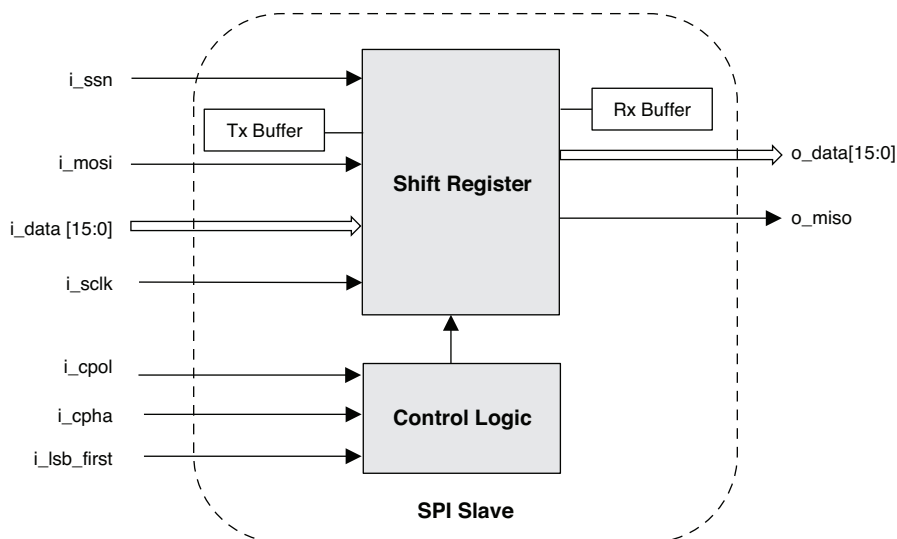 i_ssn
Rx Buffer
Tx Buffer
i_mosi
o_data[15:0]
Shift Register
i_data [15:0]
o_miso
i_sclk
i_cpol
i_cpha
Control Logic
i_lsb_first
SPI Slave